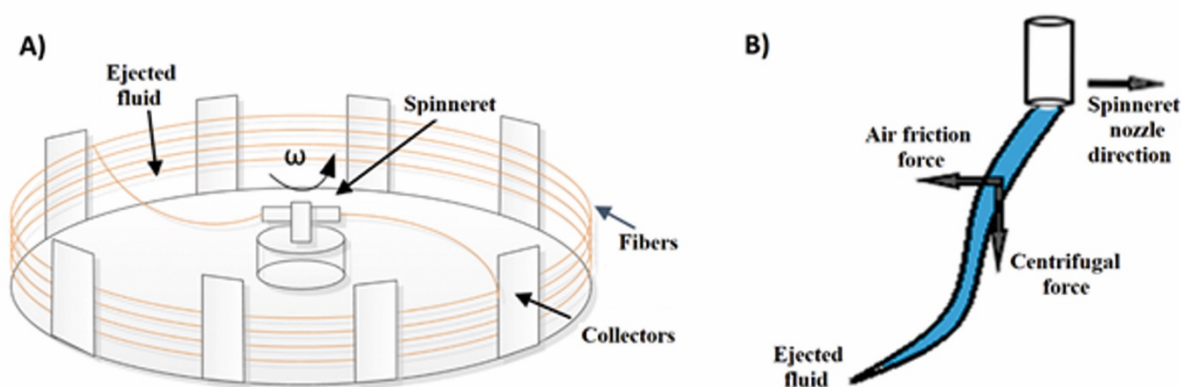 A)
Ejected
fluid
Spinneret
ω
Fibers
Collectors
B)
Spinneret
nozzle
direction
Air friction
force
Centrifugal
force
Ejected
fluid